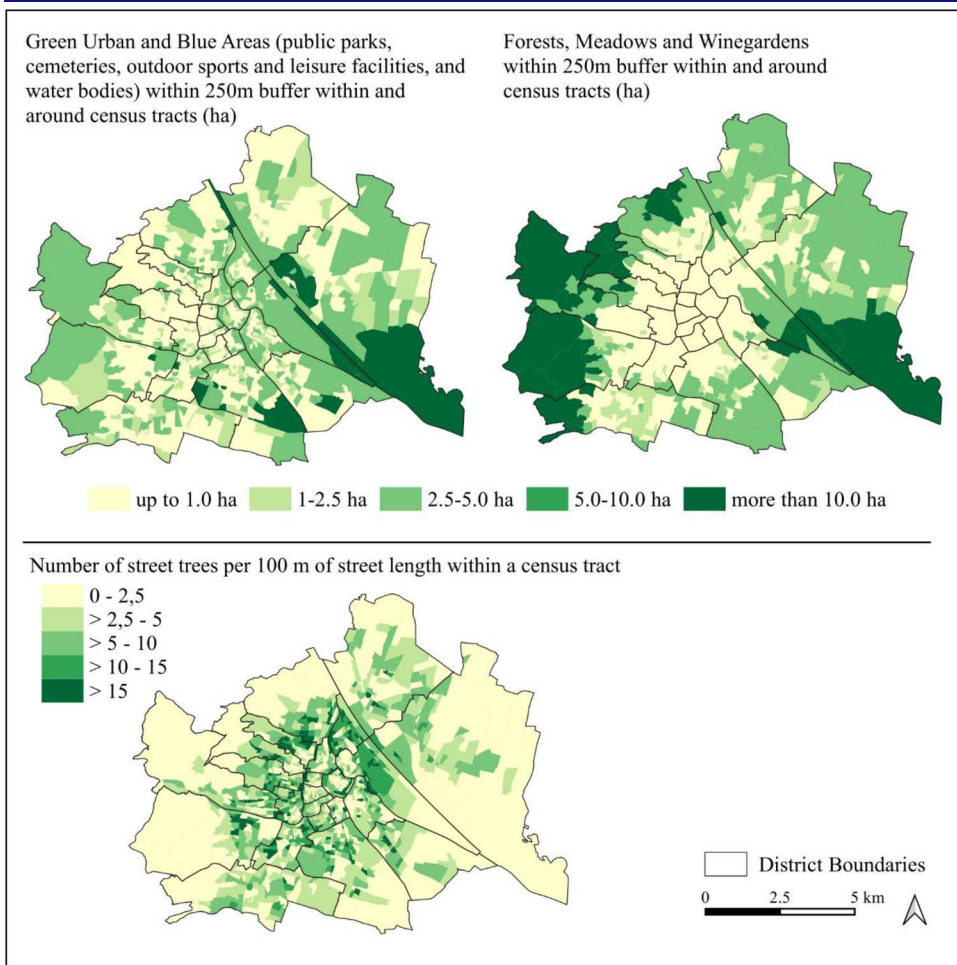 Green Urban and Blue Areas (public parks,
cemeteries, outdoor sports and leisure facilities, and
water bodies) within 250m buffer within and
around census tracts (ha)
Forests, Meadows and Winegardens
within 250m buffer within and around
census tracts (ha)
up to 1.0 ha
1-2.5 ha
2.5-5.0 ha
5.0-10.0 ha
more than 10.0 ha
Number of street trees per 100 m of street length within a census tract
0 - 2,5
> 2,5 - 5
> 5 - 10
> 10 - 15
> 15
District Boundaries
0 2.5 5 km